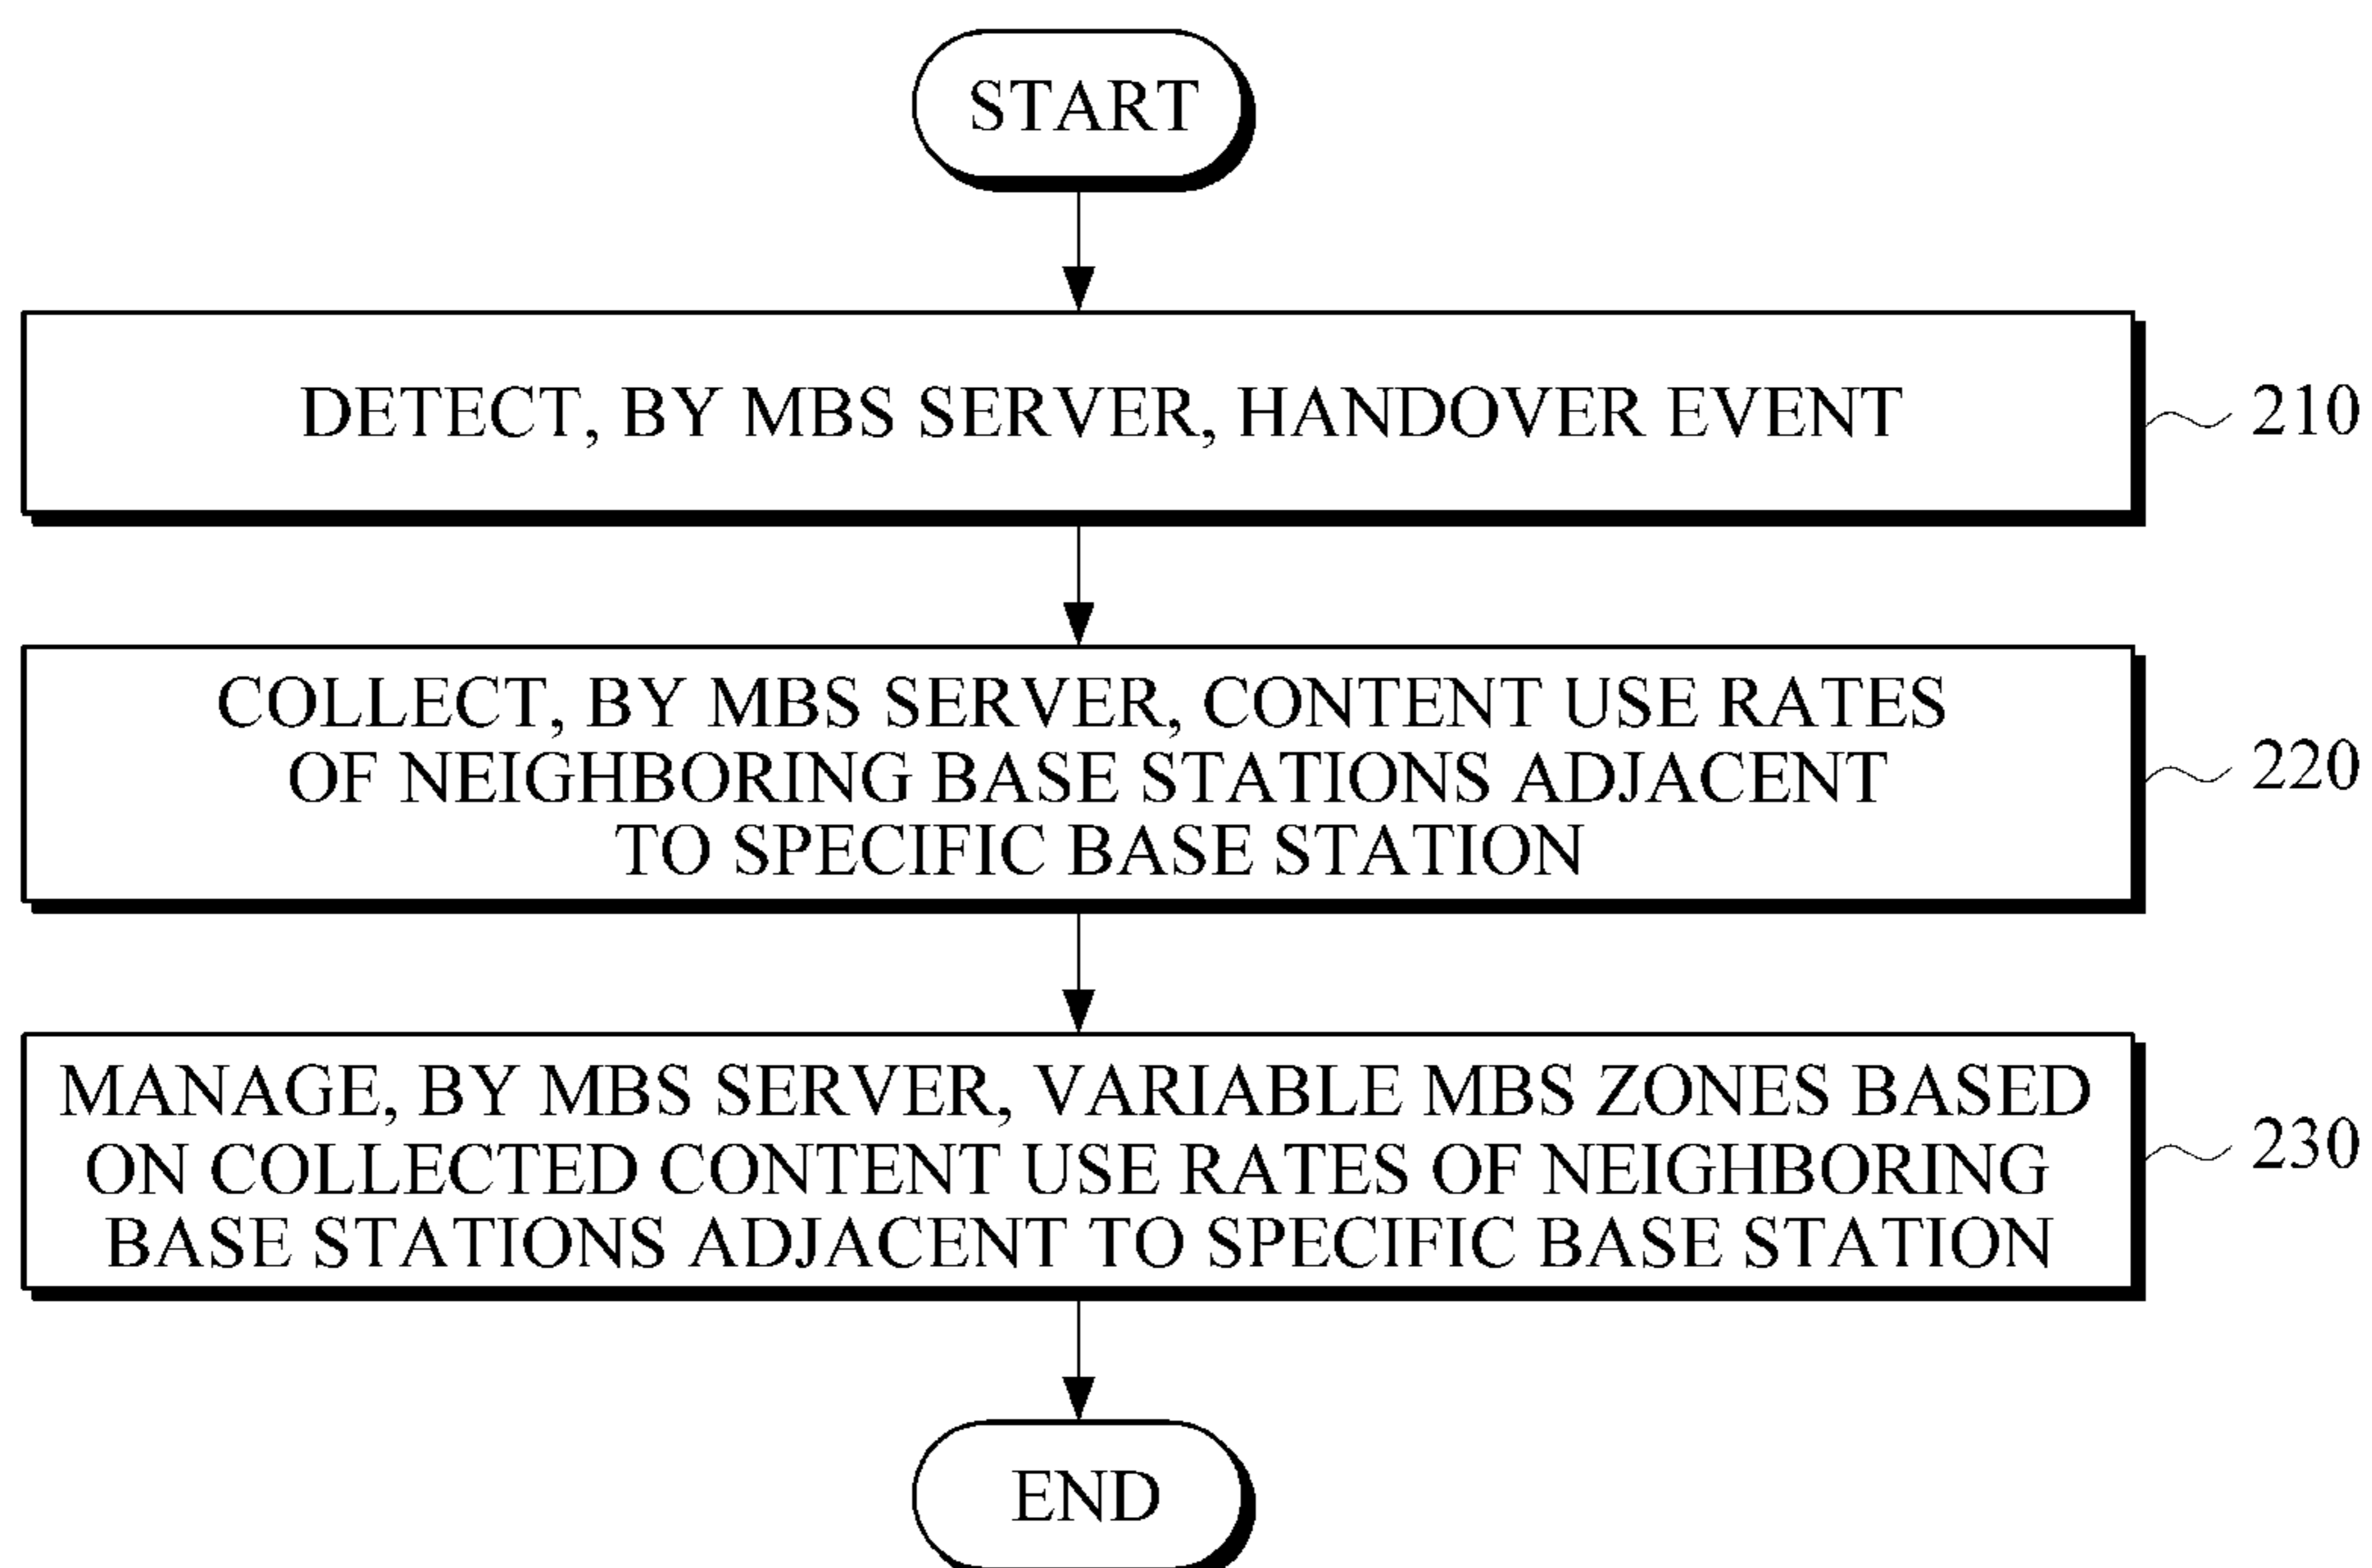 START
DETECT, BY MBS SERVER, HANDOVER EVENT
210
COLLECT, BY MBS SERVER, CONTENT USE RATES
OF NEIGHBORING BASE STATIONS ADJACENT
TO SPECIFIC BASE STATION
220
MANAGE, BY MBS SERVER, VARIABLE MBS ZONES BASED
ON COLLECTED CONTENT USE RATES OF NEIGHBORING
BASE STATIONS ADJACENT TO SPECIFIC BASE STATION
230
END